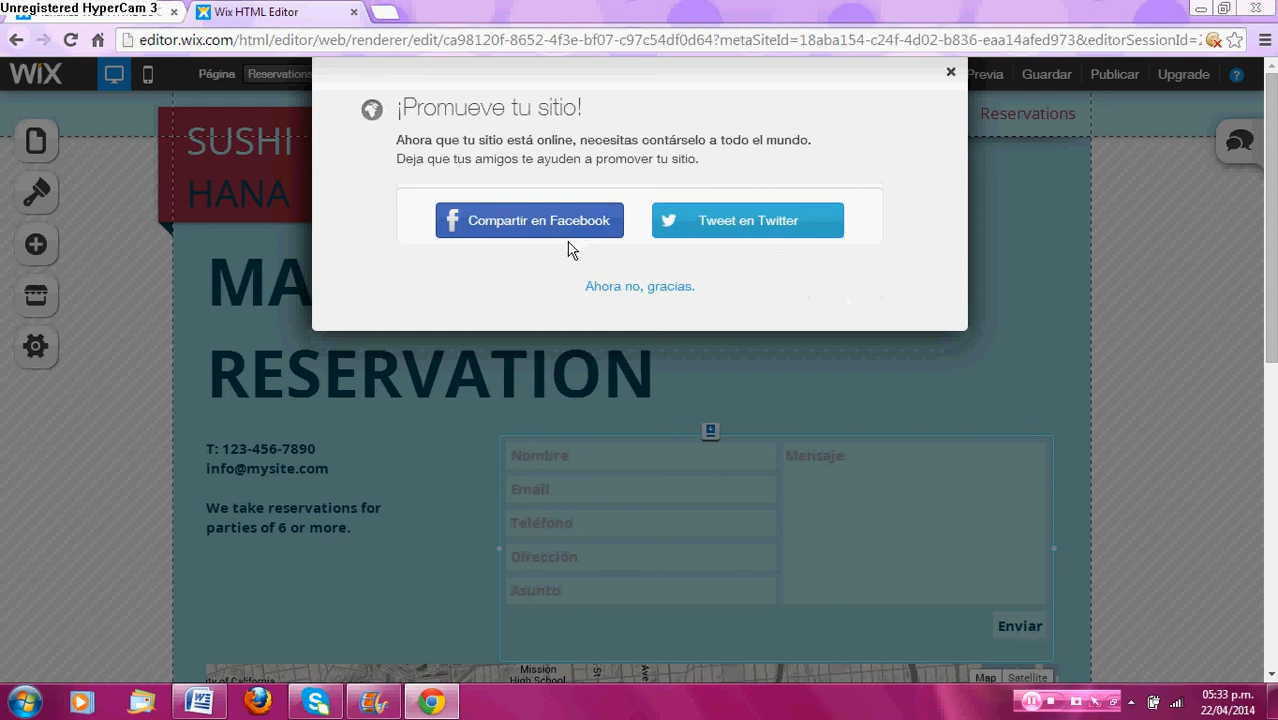 Unregistered HyperCam 3
Wix HTML Editor
editor.wix.com/html/editor/web/renderer/edit/ca98120f-8652-4f3e-bf07-c97c54df0d64?metaSiteId=18aba154-c24f-4d02-b836-eaa14afed973&editorSessionId=2
WiX Página Reservations Previa Guardar Publicar Upgrade ?
Reservations
SUSHI
HANA
¡Promueve tu sitio!
Ahora que tu sitio está online, necesitas contárselo a todo el mundo.
Deja que tus amigos te ayuden a promover tu sitio.
Compartir en Facebook
Tweet en Twitter
Ahora no, gracias.
MA
RESERVATION
T: 123-456-7890
info@mysite.com
We take reservations for
parties of 6 or more.
Nombre
Email
Teléfono
Dirección
Asunto
Mensaje
Enviar
ty of California
Mission
High School
Map Satellite
05:33 p.m.
22/04/2014